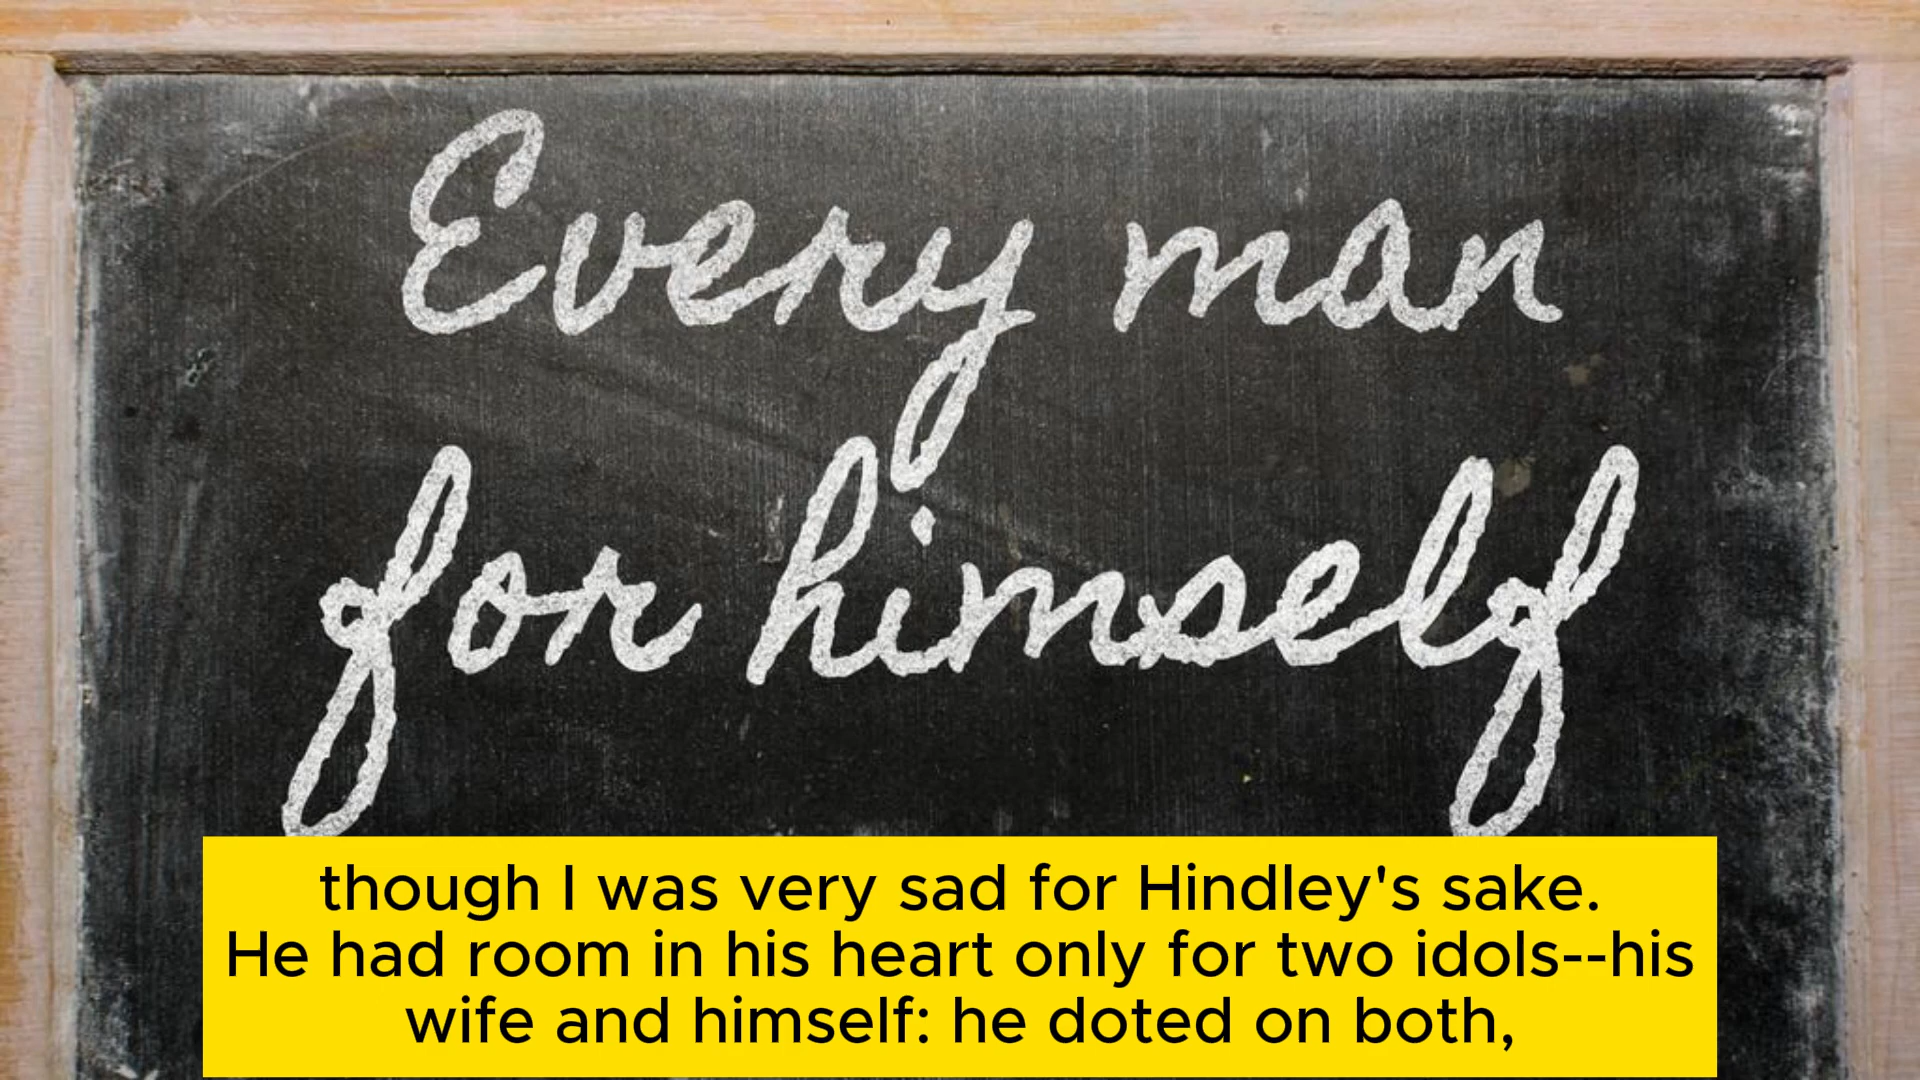 Every man
for himself
though I was very sad for Hindley's sake.
He had room in his heart only for two idols--his
wife and himself: he doted on both,